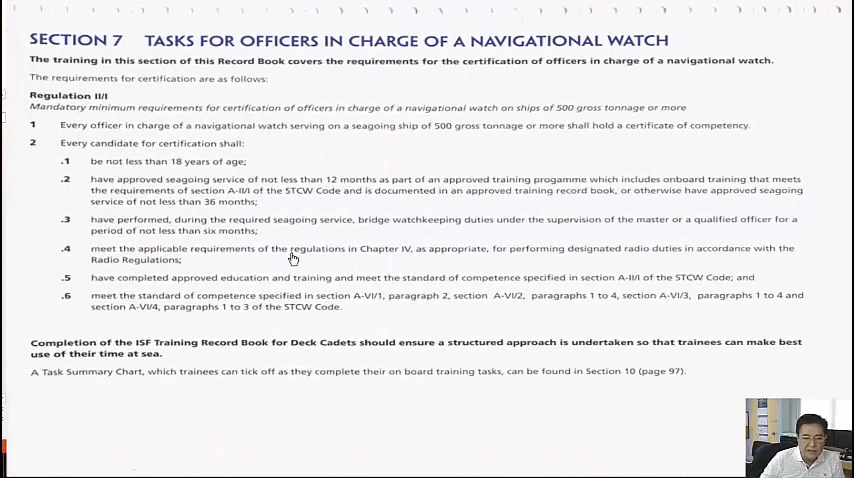 SECTION 7 TASKS FOR OFFICERS IN CHARGE OF A NAVIGATIONAL WATCH
The training in this section of this Record Book covers the requirements for the certification of officers in charge of a navigational watch.
The requirements for certification are as follows:
Regulation II/I
Mandatory minimum requirements for certification of officers in charge of a navigational watch on ships of 500 gross tonnage or more
1 Every officer in charge of a navigational watch serving on a seagoing ship of 500 gross tonnage or more shall hold a certificate of competency.
2 Every candidate for certification shall:
.1 be not less than 18 years of age;
.2 have approved seagoing service of not less than 12 months as part of an approved training progamme which includes onboard training that meets
the requirements of section A-II/I of the STCW Code and is documented in an approved training record book, or otherwise have approved seagoing
service of not less than 36 months;
.3 have performed, during the required seagoing service, bridge watchkeeping duties under the supervision of the master or a qualified officer for a
period of not less than six months;
.4 meet the applicable requirements of the regulations in Chapter IV, as appropriate, for performing designated radio duties in accordance with the
Radio Regulations;
.5 have completed approved education and training and meet the standard of competence specified in section A-II/I of the STCW Code; and
.6 meet the standard of competence specified in section A-VI/1, paragraph 2, section A-VI/2, paragraphs 1 to 4, section A-VI/3, paragraphs 1 to 4 and
section A-VI/4, paragraphs 1 to 3 of the STCW Code.
Completion of the ISF Training Record Book for Deck Cadets should ensure a structured approach is undertaken so that trainees can make best
use of their time at sea.
A Task Summary Chart, which trainees can tick off as they complete their on board training tasks, can be found in Section 10 (page 97).